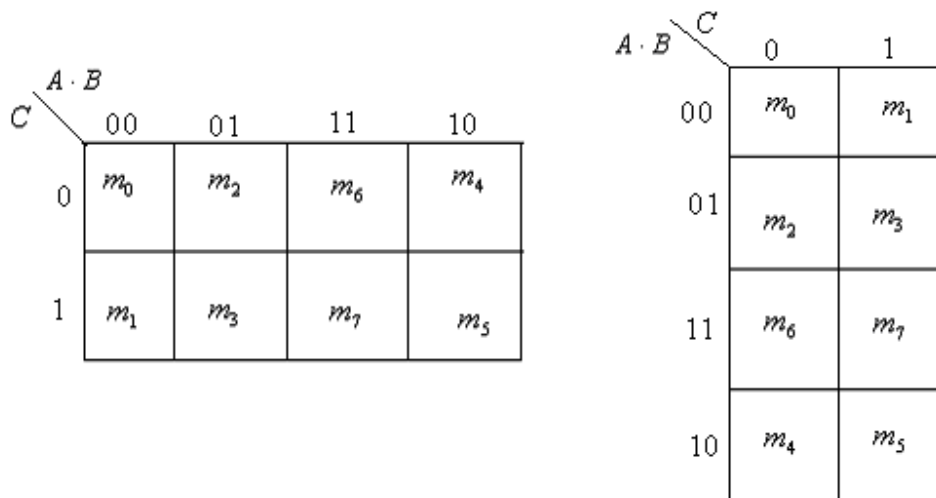 A · B
C
00 01 11 10
0 m₀ m₂ m₆ m₄
1 m₁ m₃ m₇ m₅
C
A · B
0 1
00 m₀ m₁
01 m₂ m₃
11 m₆ m₇
10 m₄ m₅